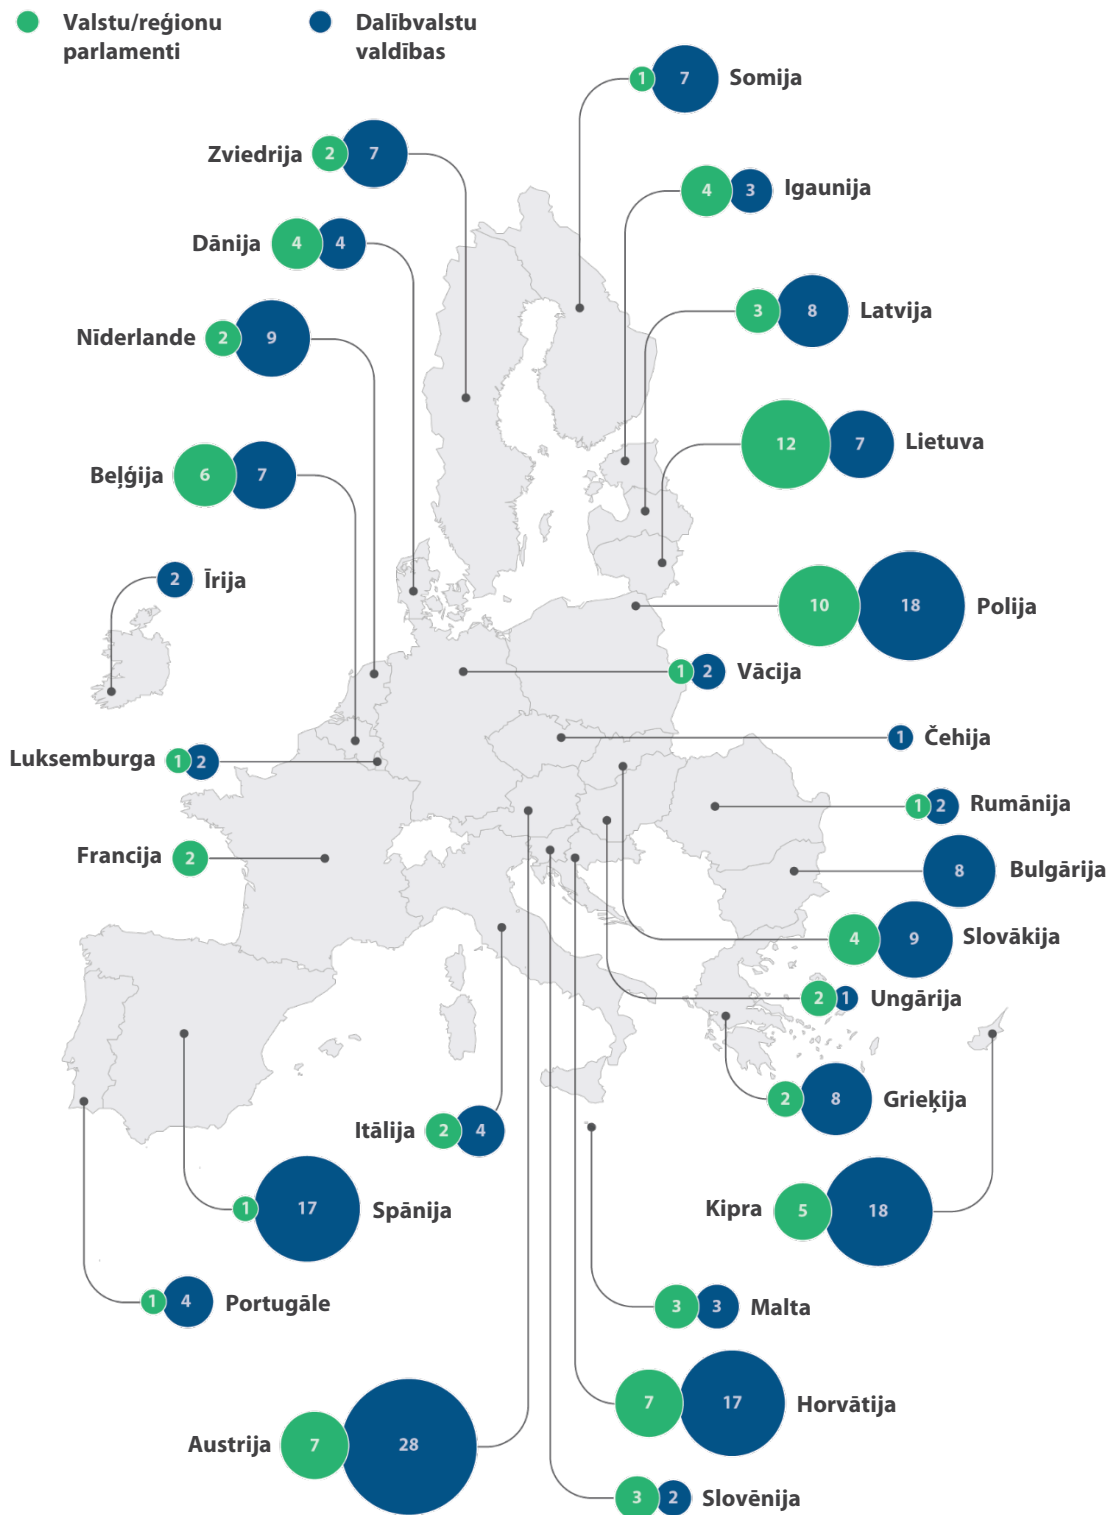 Valstu/reģionu
parlamenti
Dalībvalstu
valdības
1 7 Somija
Zviedrija 2 7
4 3 Igaunija
Dānija 4 4
3 8 Latvija
Nīderlande 2 9
12 7 Lietuva
Beļģija 6 7
2 Īrija
10 18 Polija
1 2 Vācija
1 Čehija
Luksemburga 1 2
1 2 Rumānija
Francija 2
8 Bulgārija
4 9 Slovākija
2 1 Ungārija
2 8 Grieķija
Itālija 2 4
1 17 Spānija
Kipra 5 18
1 4 Portugāle
3 3 Malta
7 17 Horvātija
Austrija 7 28
3 2 Slovēnija